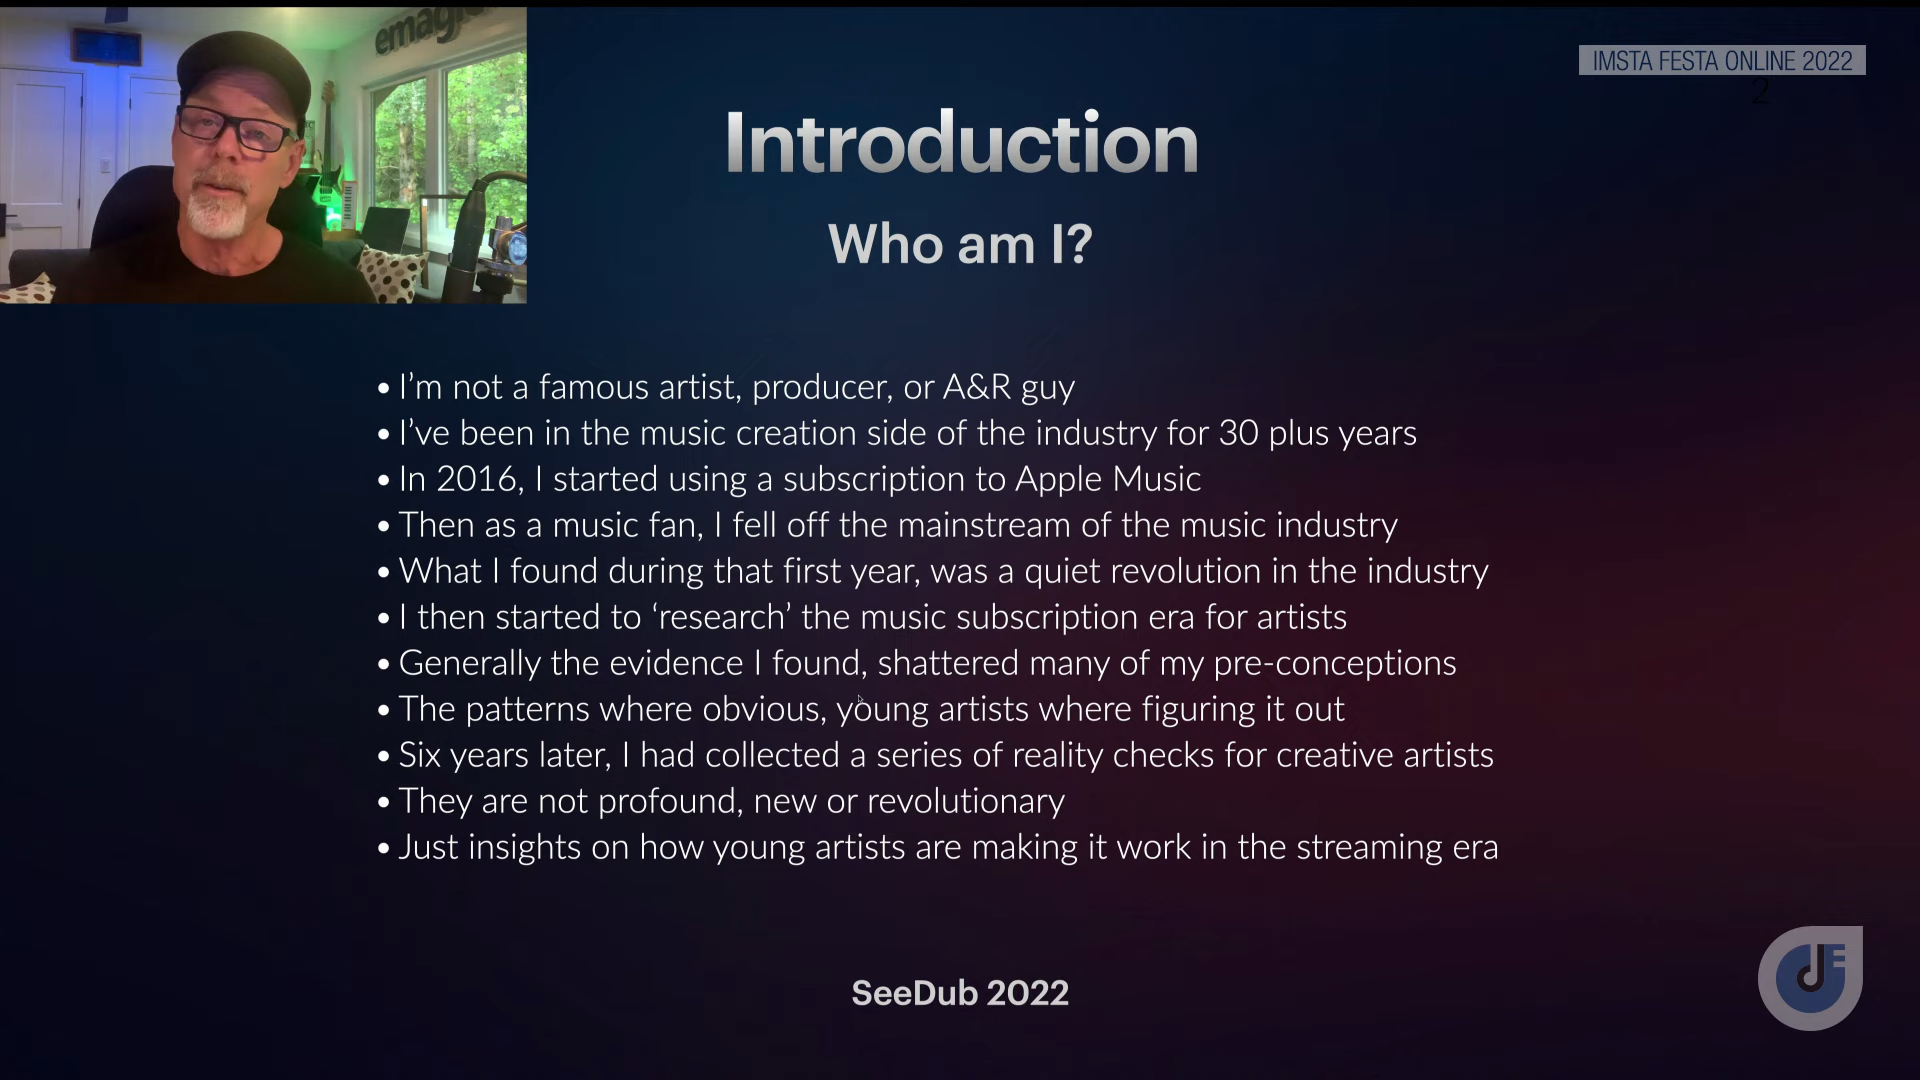 emagic
IMSTA FESTA ONLINE 2022
2
Introduction
Who am I?
• I’m not a famous artist, producer, or A&R guy
• I’ve been in the music creation side of the industry for 30 plus years
• In 2016, I started using a subscription to Apple Music
• Then as a music fan, I fell off the mainstream of the music industry
• What I found during that first year, was a quiet revolution in the industry
• I then started to ‘research’ the music subscription era for artists
• Generally the evidence I found, shattered many of my pre-conceptions
• The patterns where obvious, young artists where figuring it out
• Six years later, I had collected a series of reality checks for creative artists
• They are not profound, new or revolutionary
• Just insights on how young artists are making it work in the streaming era
SeeDub 2022